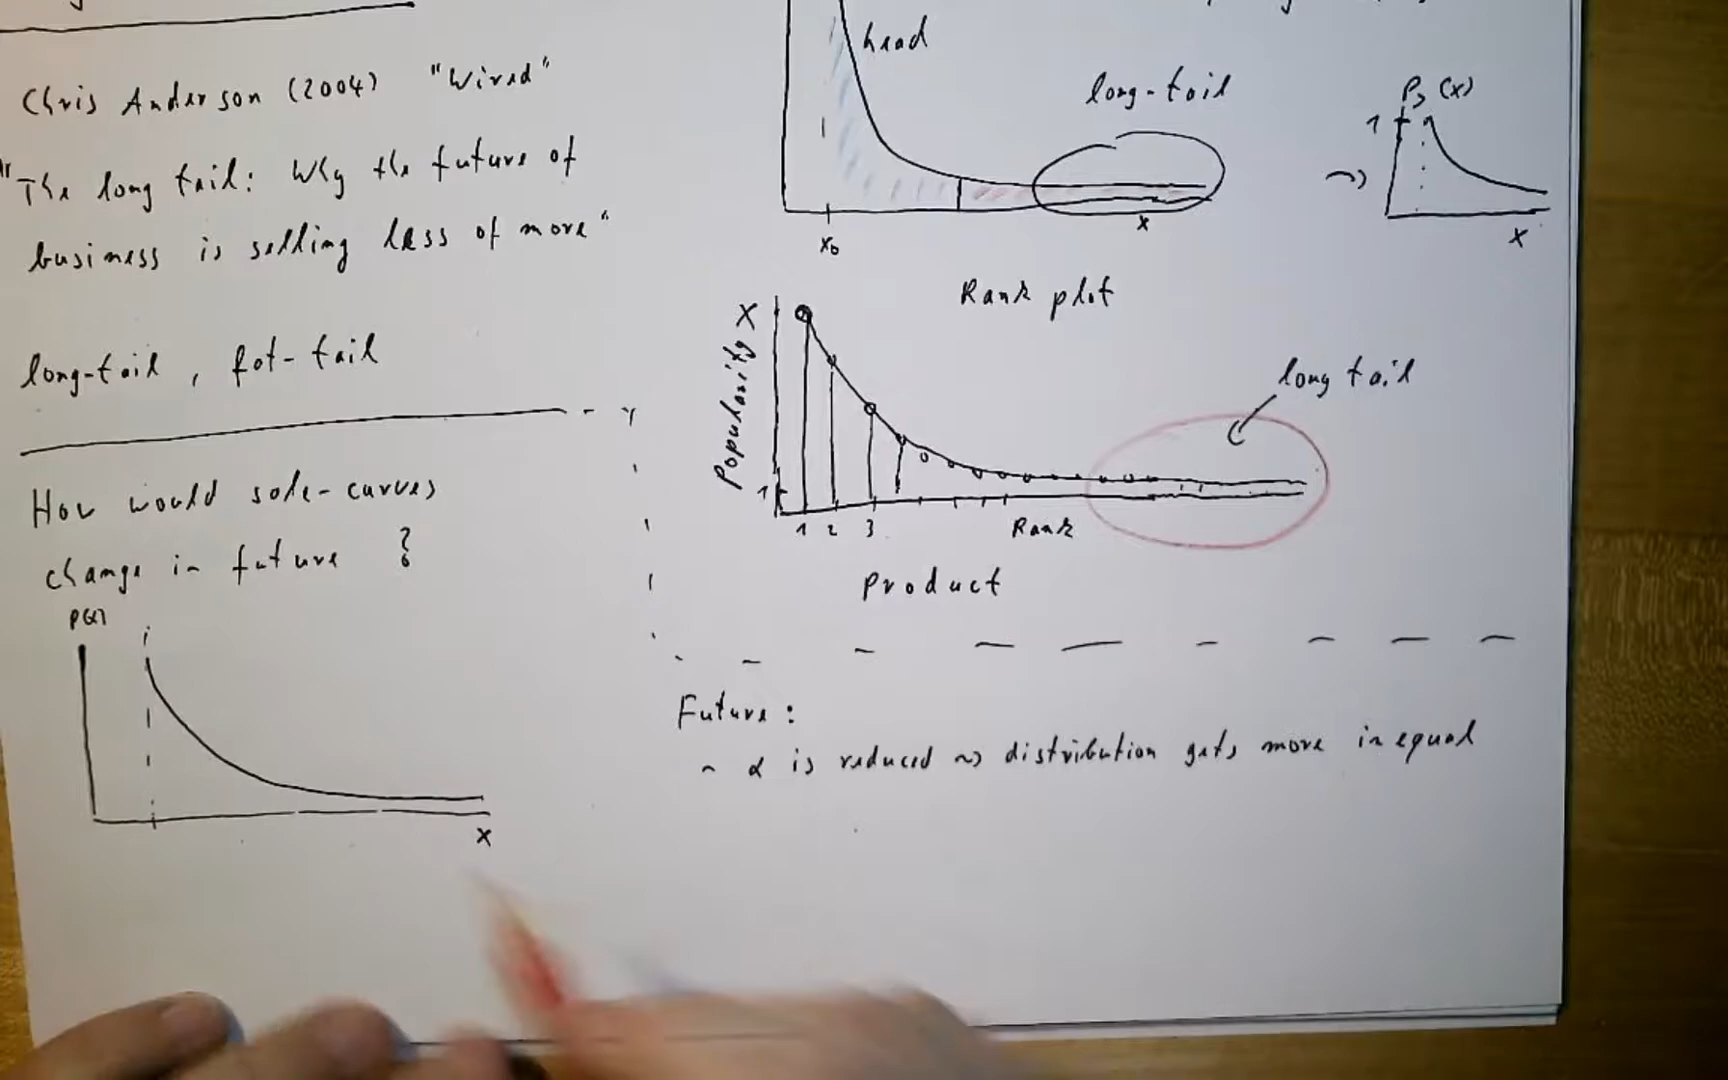 Chris Anderson (2004) "Wired"
"The long tail: Why the future of
business is selling less of more"
long-tail, fat-tail
How would sale-curves
change in future ?
P(x)
x
head
long-tail
x0
x
P>(x)
1
x
Rank plot
Popularity X
long tail
1
1 2 3
Rank
Product
Future:
~ α is reduced ~> distribution gets more inequal